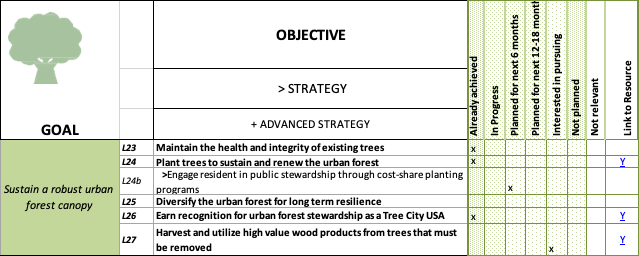 OBJECTIVE
> STRATEGY
+ ADVANCED STRATEGY
GOAL
Already achieved
In Progress
Planned for next 6 months
Planned for next 12-18 month
Interested in pursuing
Not planned
Not relevant
Link to Resource
Sustain a robust urban
forest canopy
L23 Maintain the health and integrity of existing trees x
L24 Plant trees to sustain and renew the urban forest x Y
L24b >Engage resident in public stewardship through cost-share planting
programs x
L25 Diversify the urban forest for long term resilience
L26 Earn recognition for urban forest stewardship as a Tree City USA x Y
L27 Harvest and utilize high value wood products from trees that must
be removed x Y